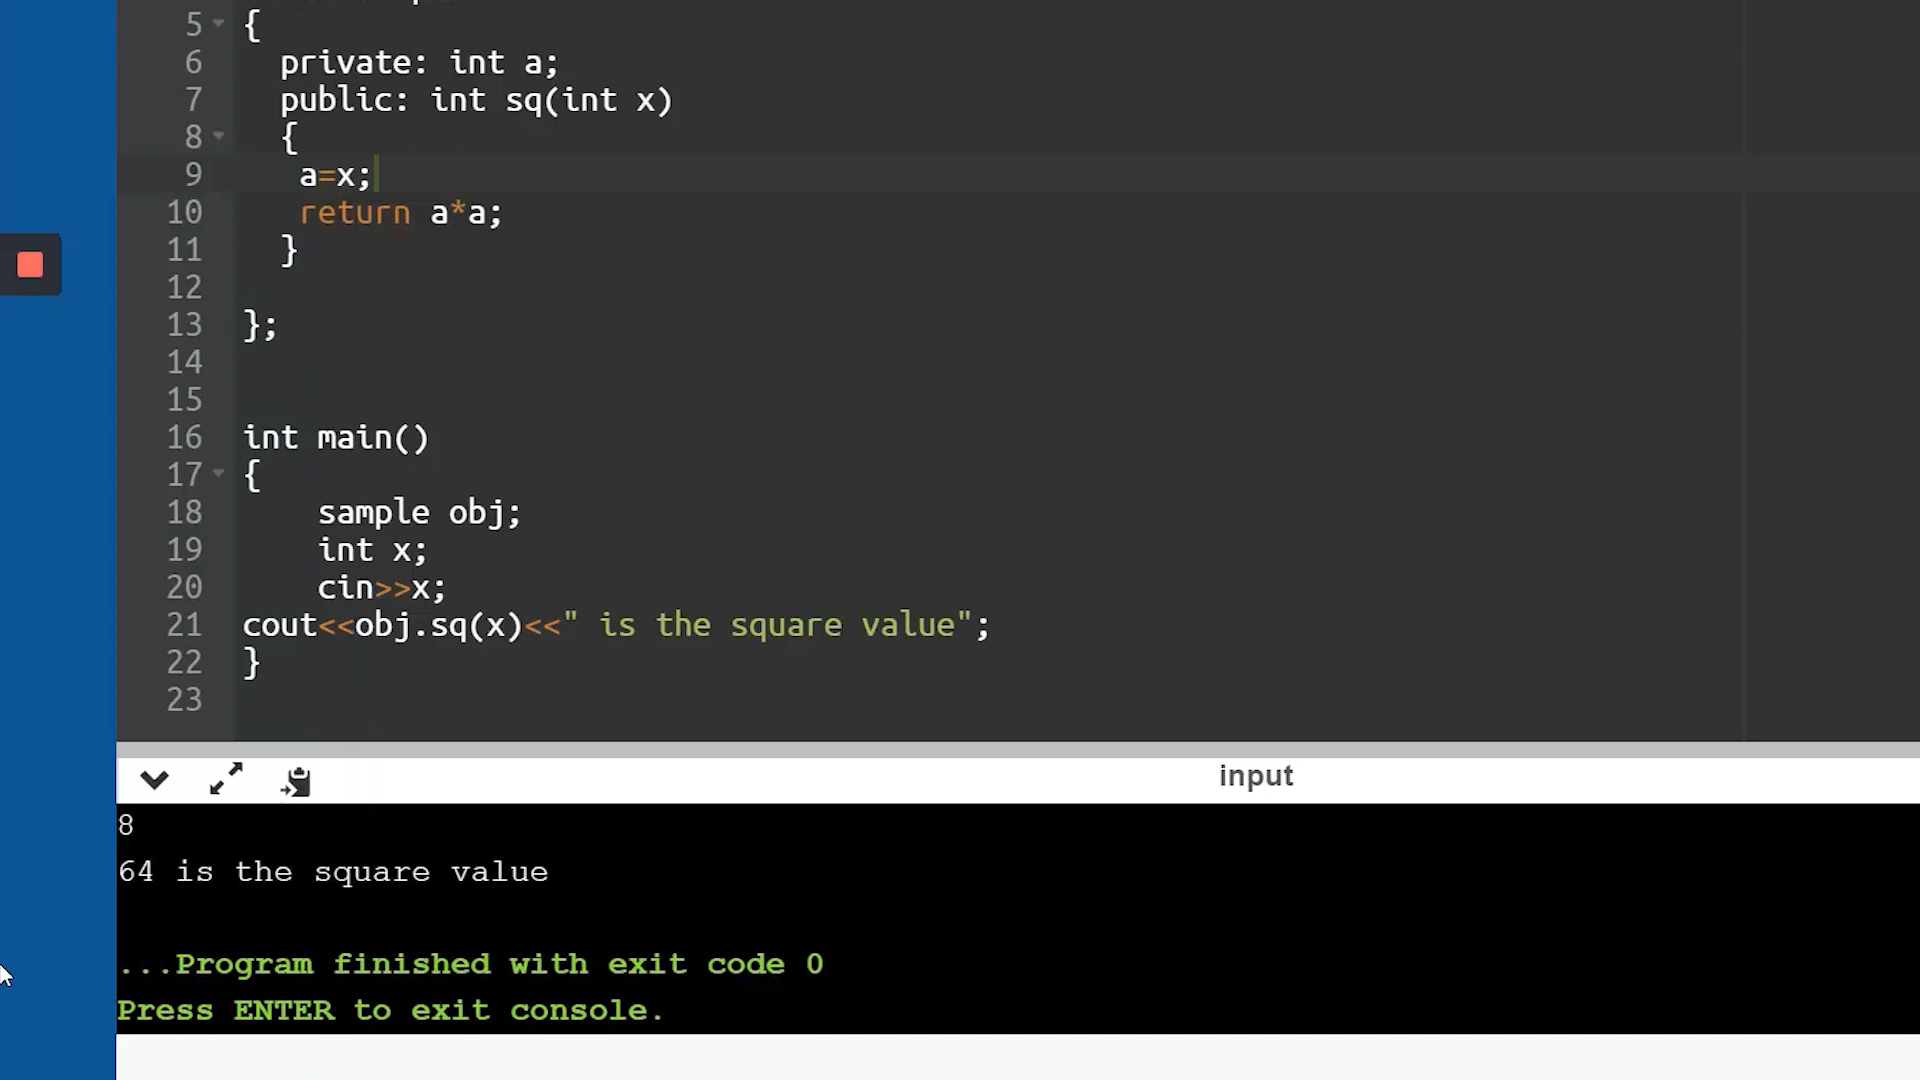 5 {
6 private: int a;
7 public: int sq(int x)
8 {
9 a=x;
10 return a*a;
11 }
12
13 };
14
15
16 int main()
17 {
18 sample obj;
19 int x;
20 cin>>x;
21 cout<<obj.sq(x)<<" is the square value";
22 }
23
input
8
64 is the square value
...Program finished with exit code 0
Press ENTER to exit console.